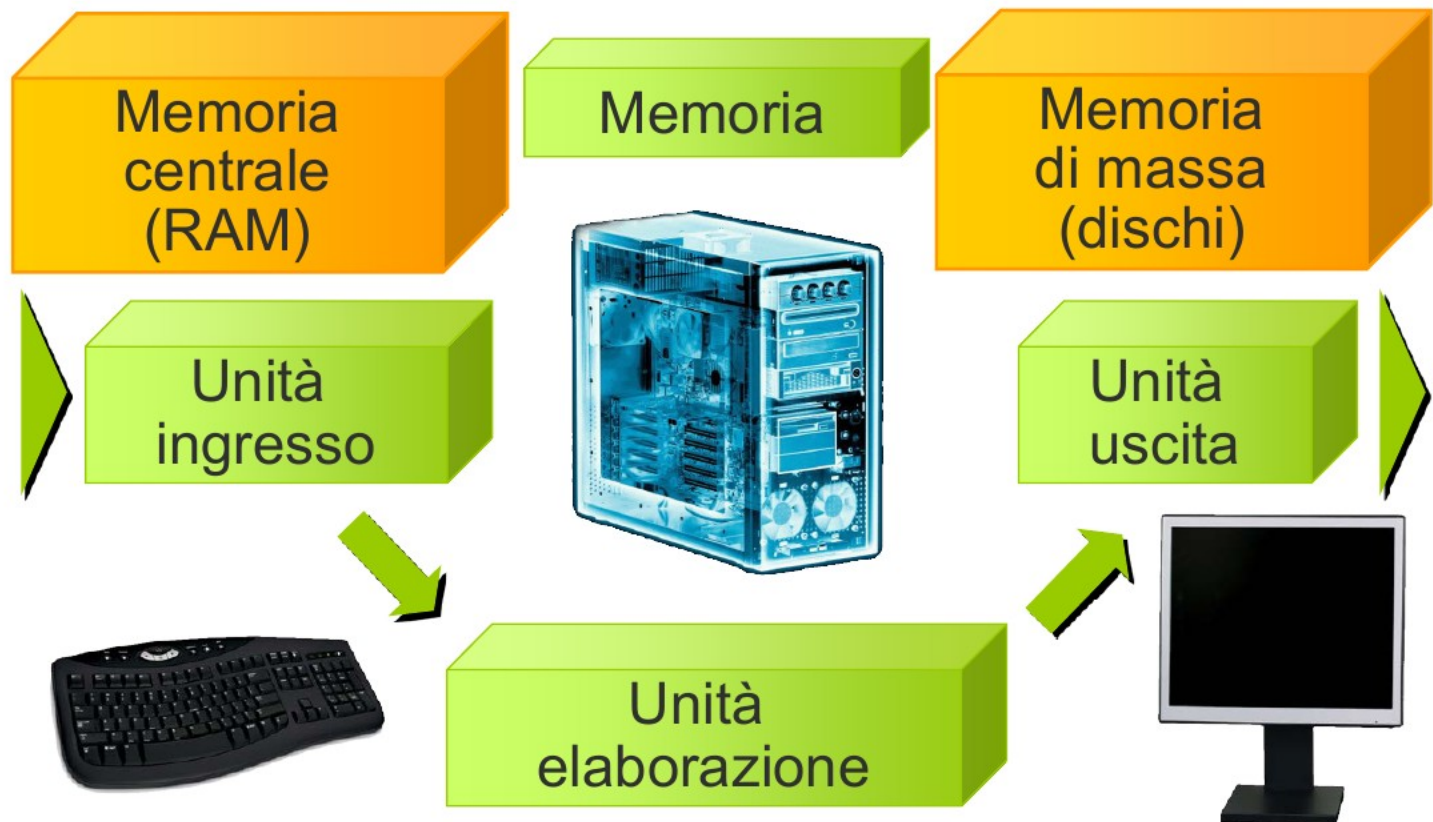 Memoria
centrale
(RAM)
Memoria
Memoria
di massa
(dischi)
Unità
ingresso
Unità
uscita
Unità
elaborazione